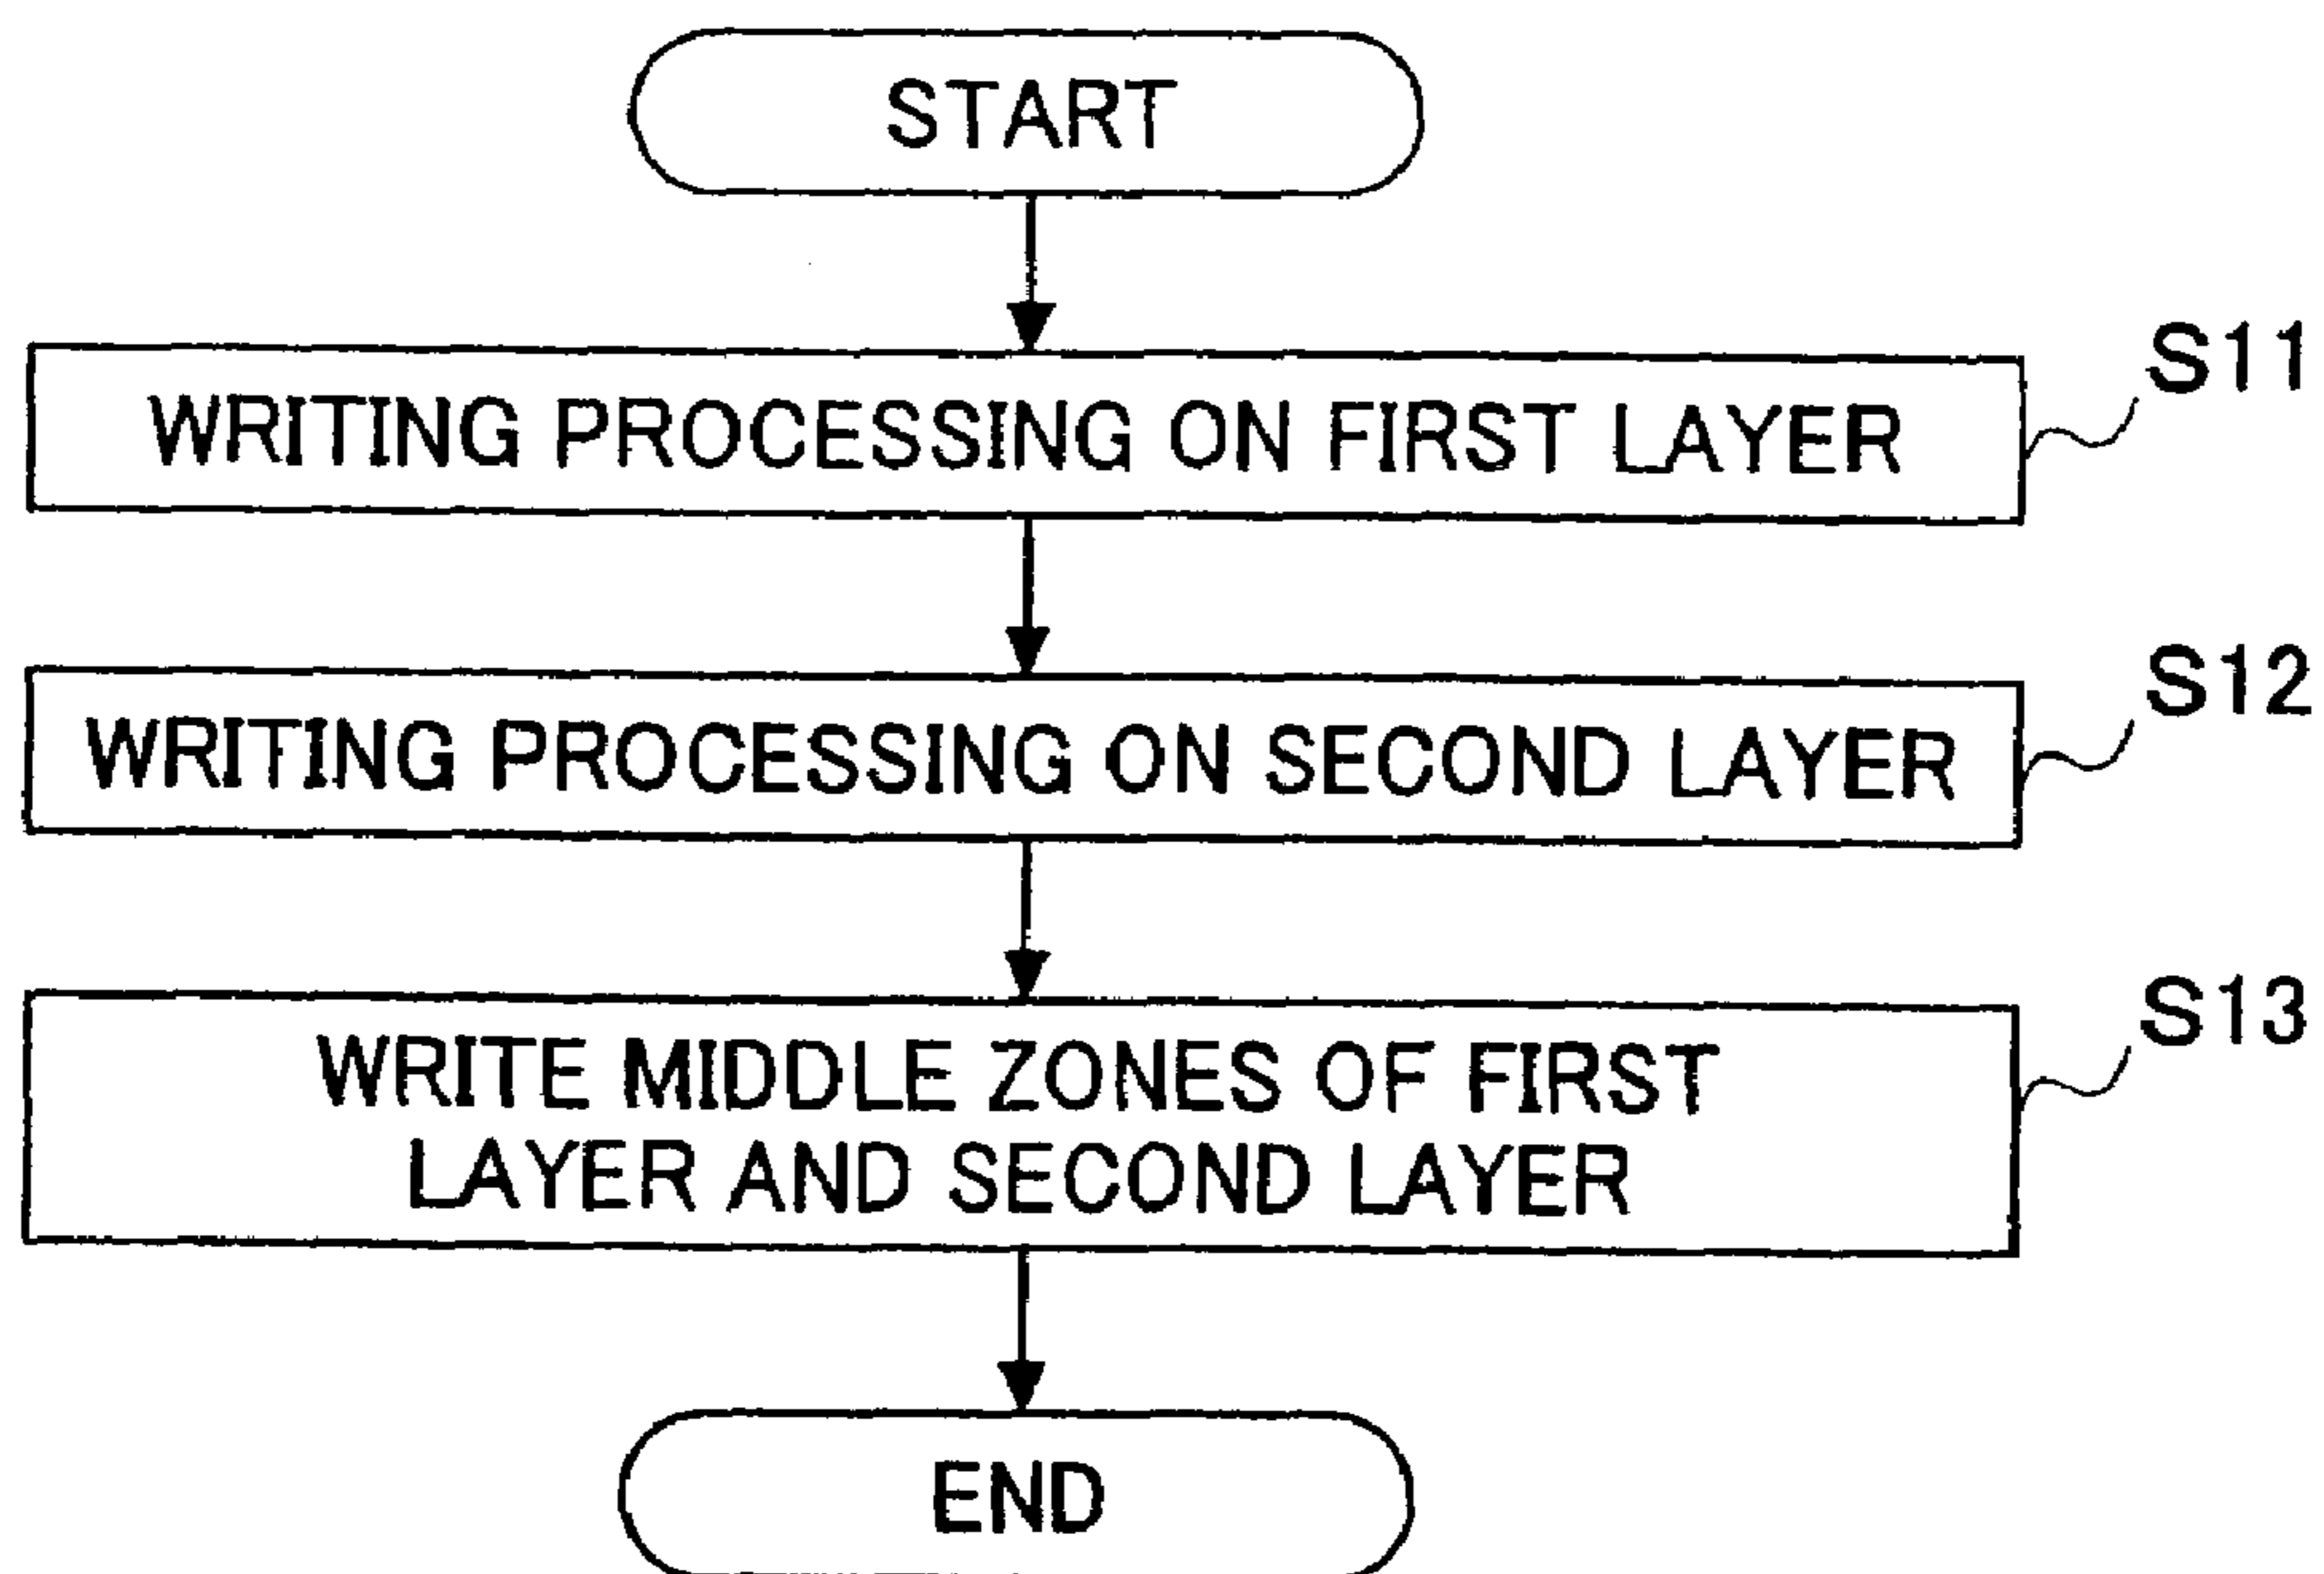 START
S11
WRITING PROCESSING ON FIRST LAYER
S12
WRITING PROCESSING ON SECOND LAYER
S13
WRITE MIDDLE ZONES OF FIRST
LAYER AND SECOND LAYER
END